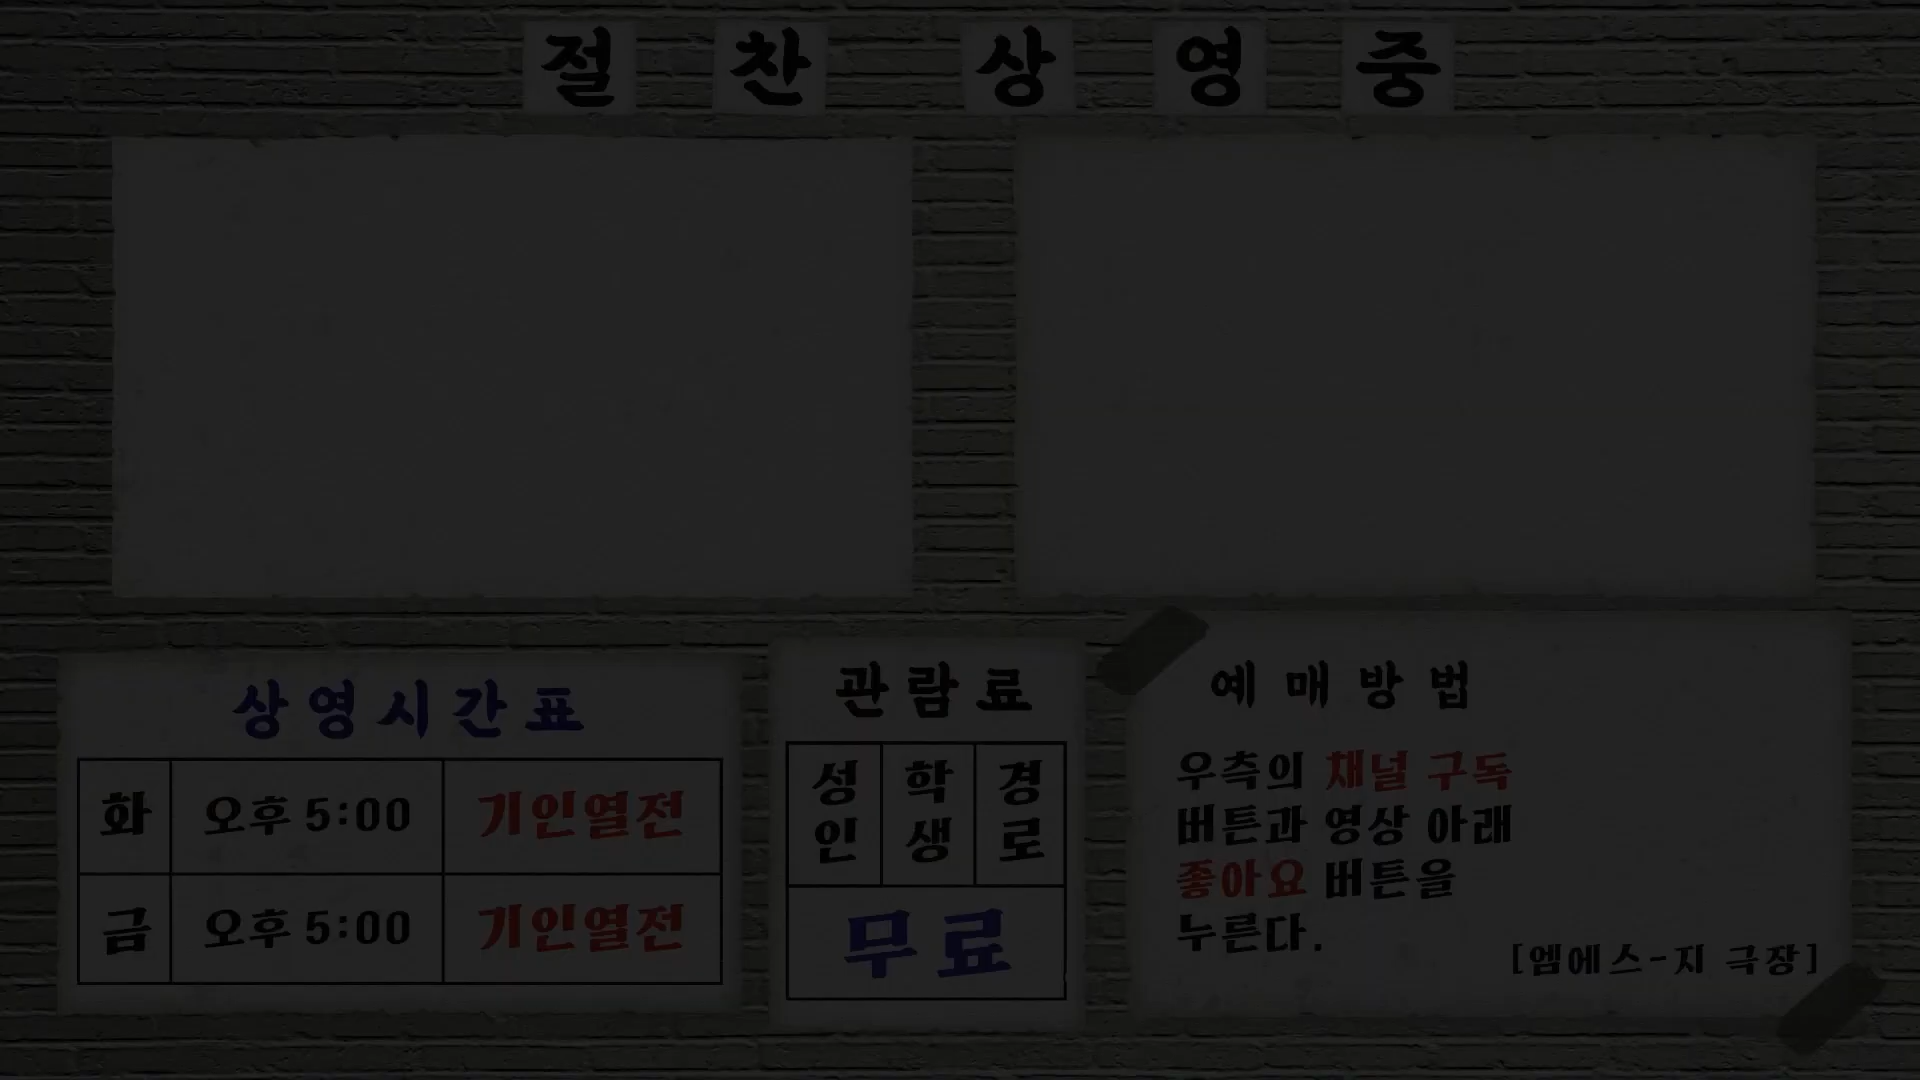 절 찬 상 영 중
상영시간표
화 오후 5:00 기인열전
금 오후 5:00 기인열전
관람료
성인 학생 경로
무료
예매방법
우측의 채널 구독
버튼과 영상 아래
좋아요 버튼을
누른다.
[엠에스-지 극장]